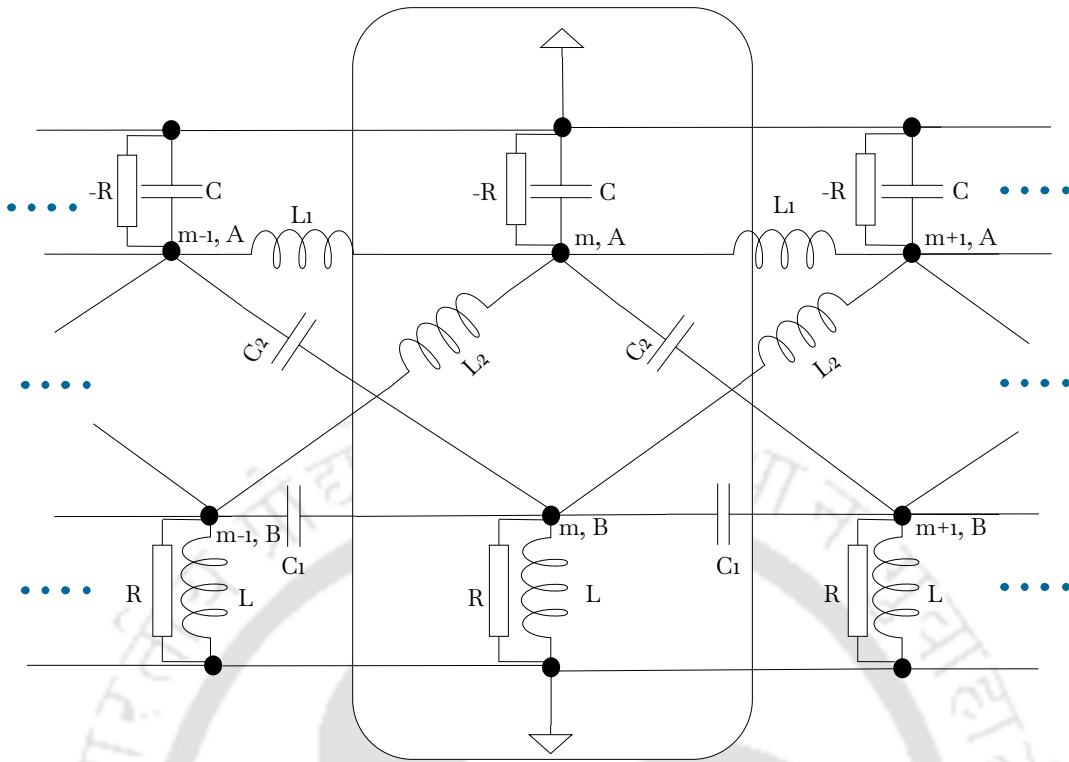 -R
C
-R
C
-R
C
L1
L1
m-1, A
m, A
m+1, A
C2
L2
C2
L2
m-1, B
m, B
m+1, B
C1
C1
R
L
R
L
R
L